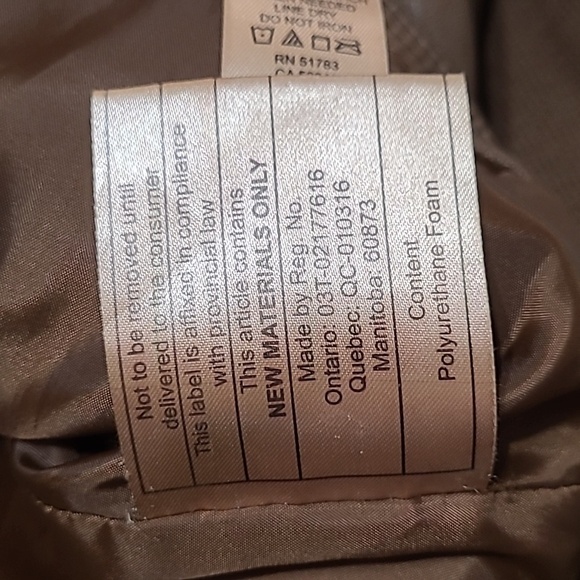 NEEDED
LINE DRY
DO NOT IRON
RN 51783
CA
Not to be removed until
delivered to the consumer
This label is affixed in compliance
with provincial law
This article contains
NEW MATERIALS ONLY
Made by Reg. No.
Ontario: 03T-02177616
Quebec: QC-010316
Manitoba: 60873
Content
Polyurethane Foam